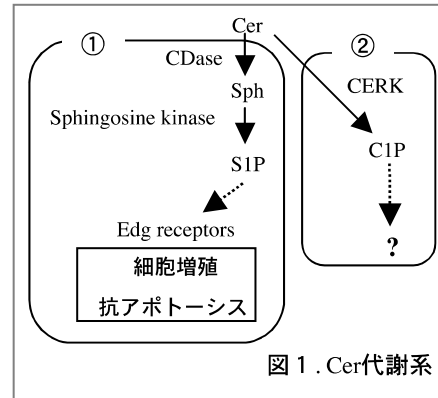 Cer
①
②
CDase
CERK
Sph
Sphingosine kinase
C1P
S1P
Edg receptors
?
細胞増殖
抗アポトーシス
図１.Cer代謝系